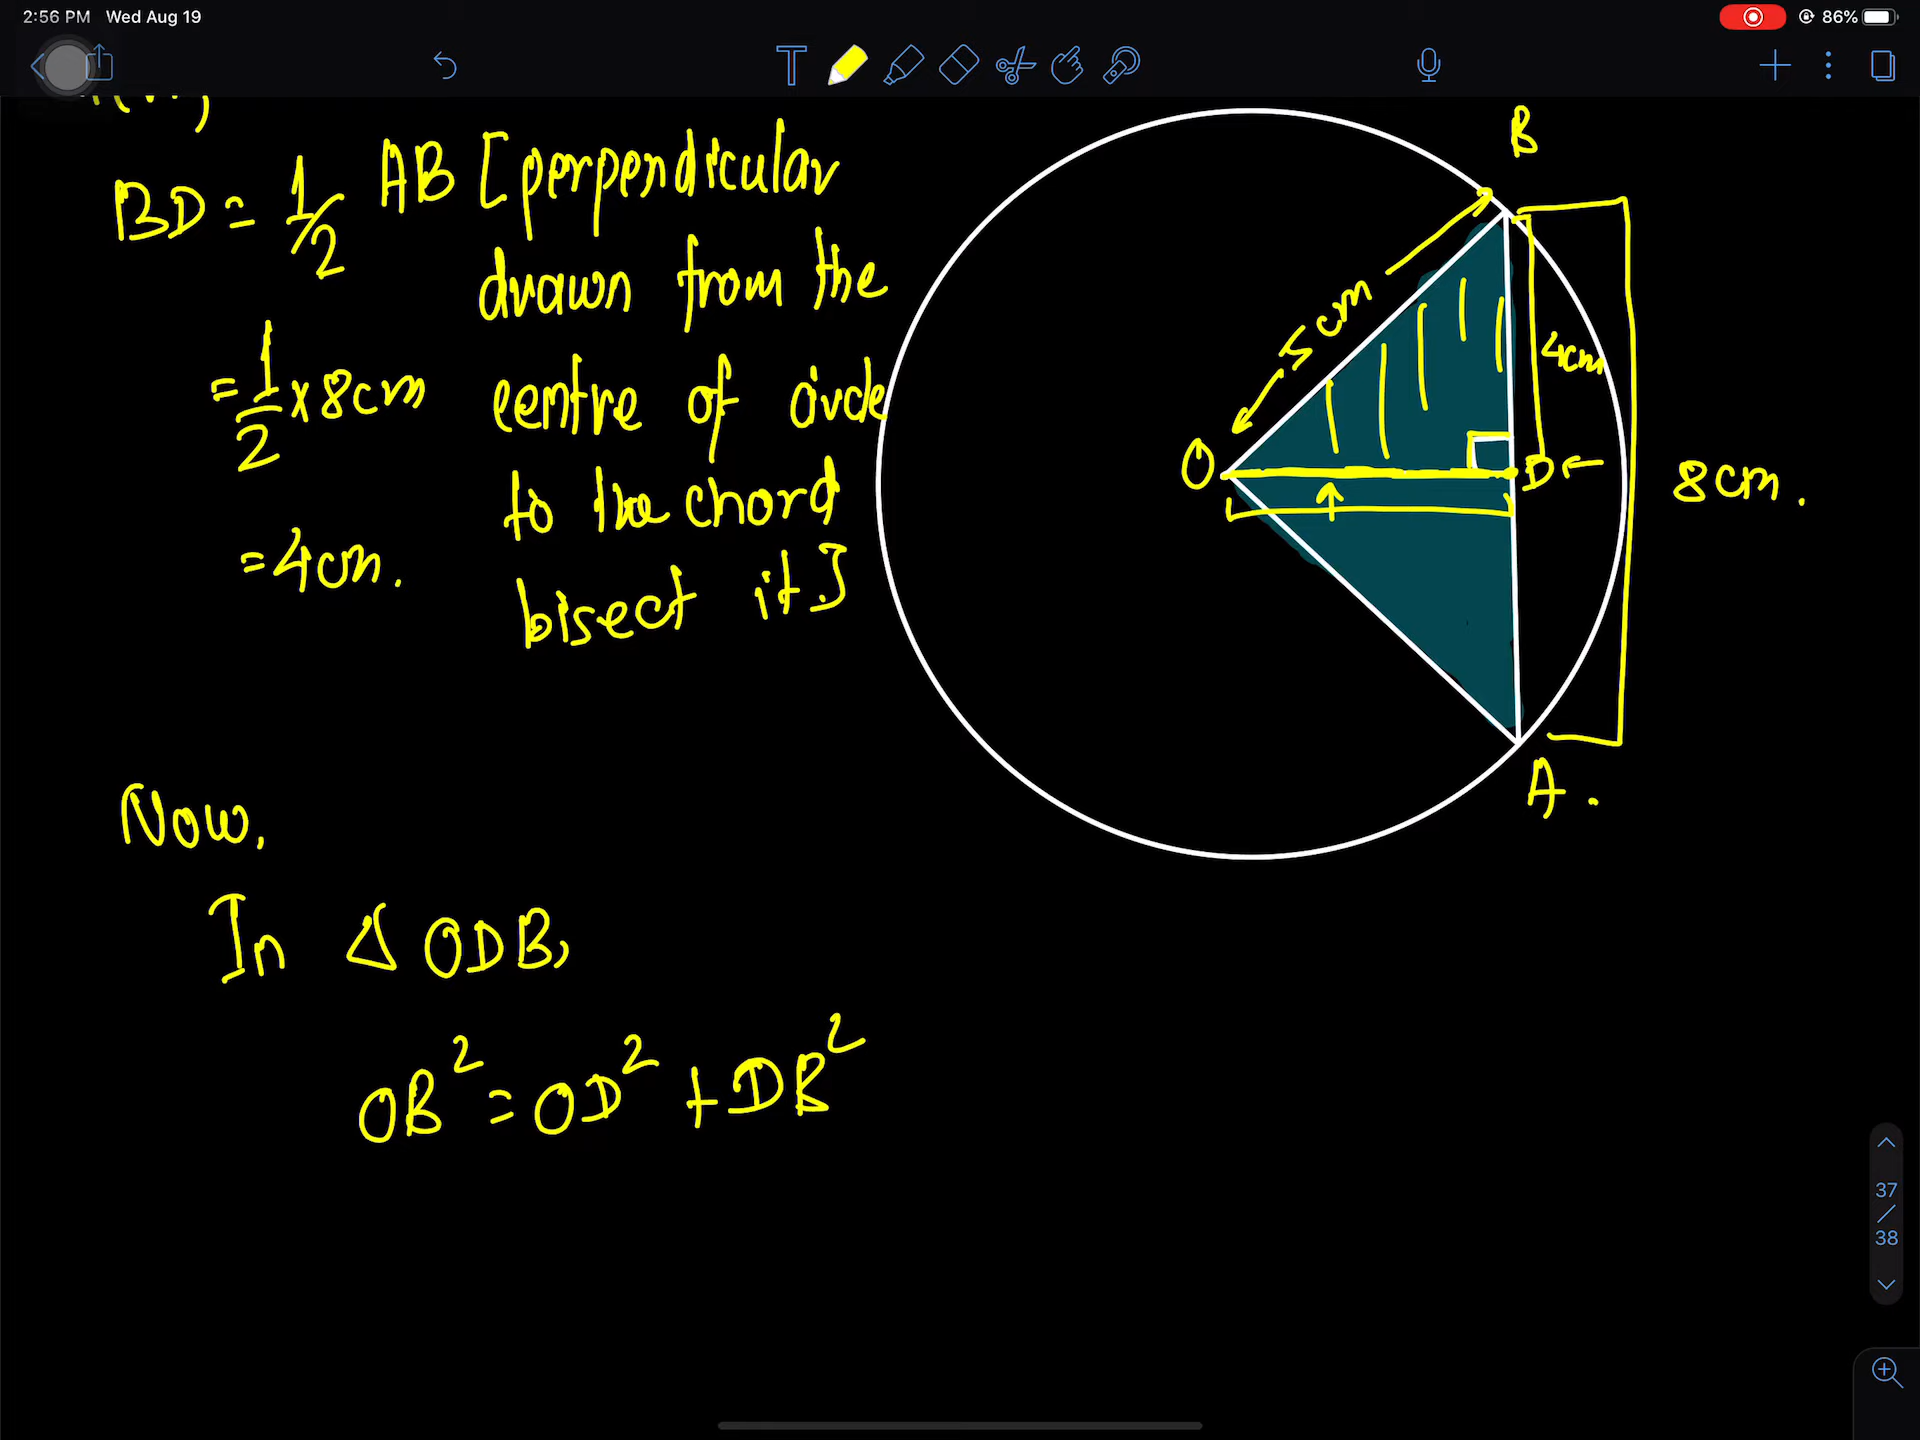 2:56 PM Wed Aug 19
86%
BD = 1/2 AB [perpendicular
drawn from the
= 1/2 × 8cm centre of circle
to the chord
= 4cm.
bisect it.]
B
5cm
4cm
O
D ←
8cm.
A.
Now,
In Δ ODB,
OB² = OD² + DB²
37
/
38